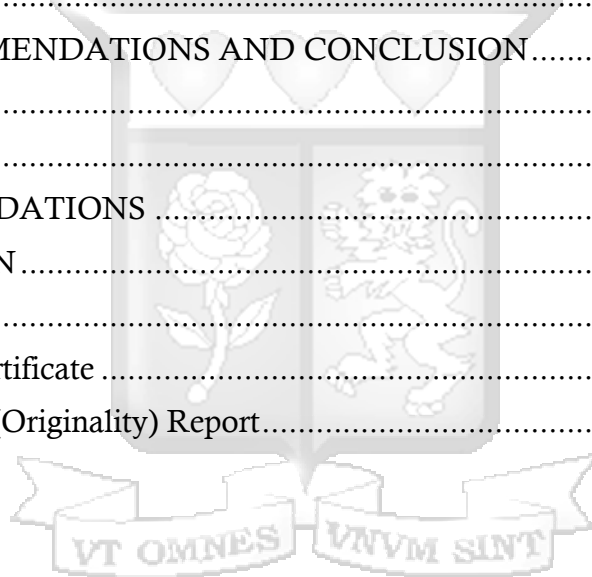 ................................................................
MENDATIONS AND CONCLUSION.......
................................................................
................................................................
DATIONS ................................................
N................................................................
................................................................
rtificate ......................................................
(Originality) Report....................................
VT OMNES VNVM SINT